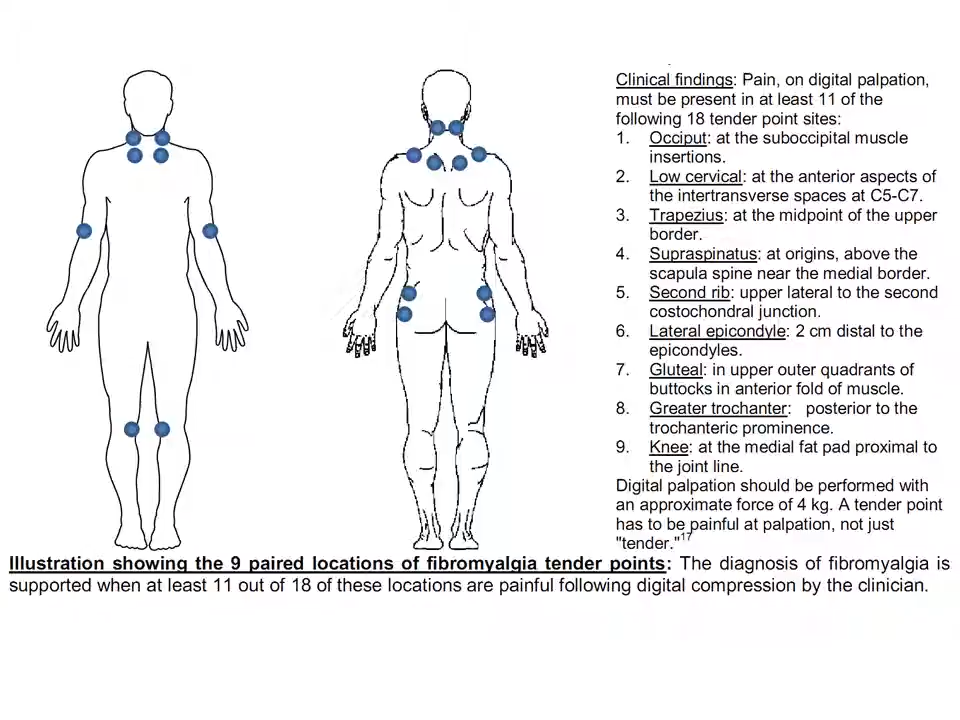 Clinical findings: Pain, on digital palpation,
must be present in at least 11 of the
following 18 tender point sites:
1. Occiput: at the suboccipital muscle
insertions.
2. Low cervical: at the anterior aspects of
the intertransverse spaces at C5-C7.
3. Trapezius: at the midpoint of the upper
border.
4. Supraspinatus: at origins, above the
scapula spine near the medial border.
5. Second rib: upper lateral to the second
costochondral junction.
6. Lateral epicondyle: 2 cm distal to the
epicondyles.
7. Gluteal: in upper outer quadrants of
buttocks in anterior fold of muscle.
8. Greater trochanter: posterior to the
trochanteric prominence.
9. Knee: at the medial fat pad proximal to
the joint line.
Digital palpation should be performed with
an approximate force of 4 kg. A tender point
has to be painful at palpation, not just
"tender."17
Illustration showing the 9 paired locations of fibromyalgia tender points: The diagnosis of fibromyalgia is
supported when at least 11 out of 18 of these locations are painful following digital compression by the clinician.